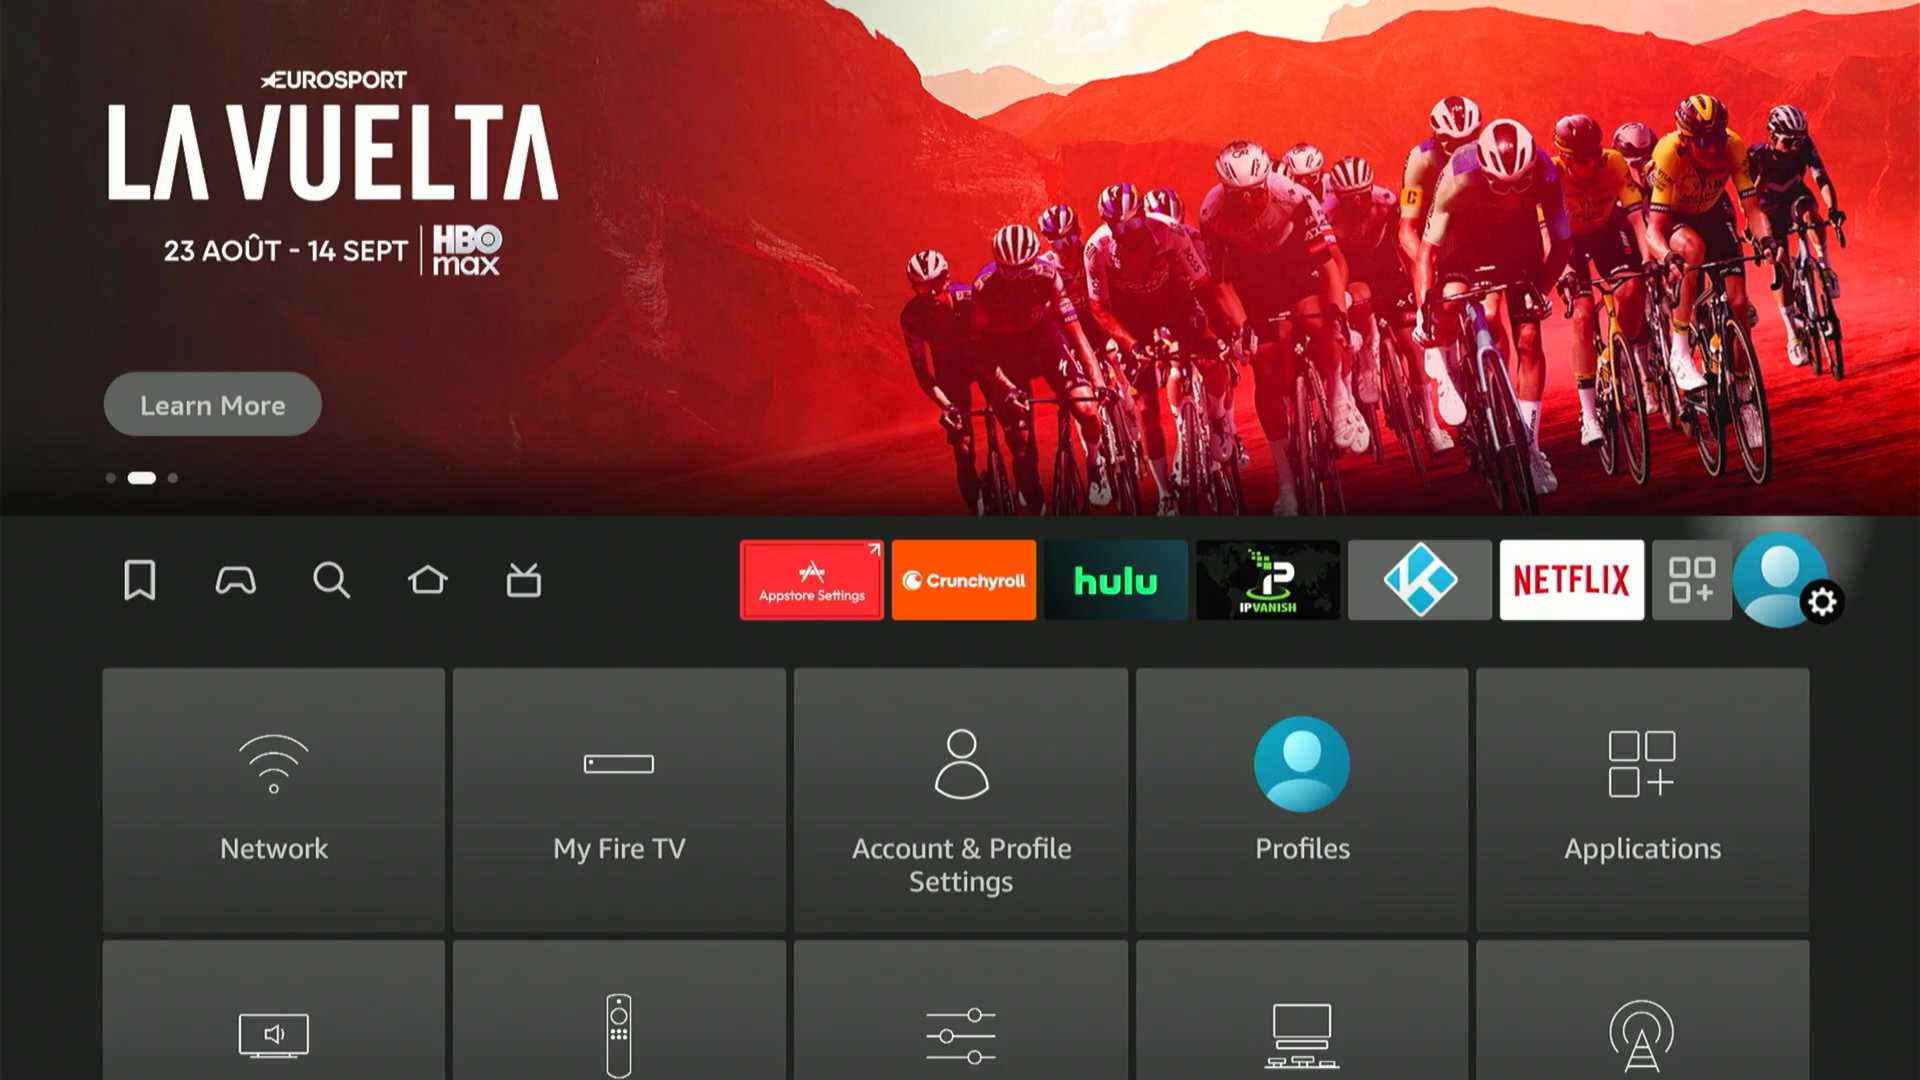 EUROSPORT
LA VUELTA
23 AOÛT - 14 SEPT
HBO
max
Learn More
Appstore Settings
Crunchyroll
hulu
IPVANISH
NETFLIX
Network
My Fire TV
Account & Profile
Settings
Profiles
Applications